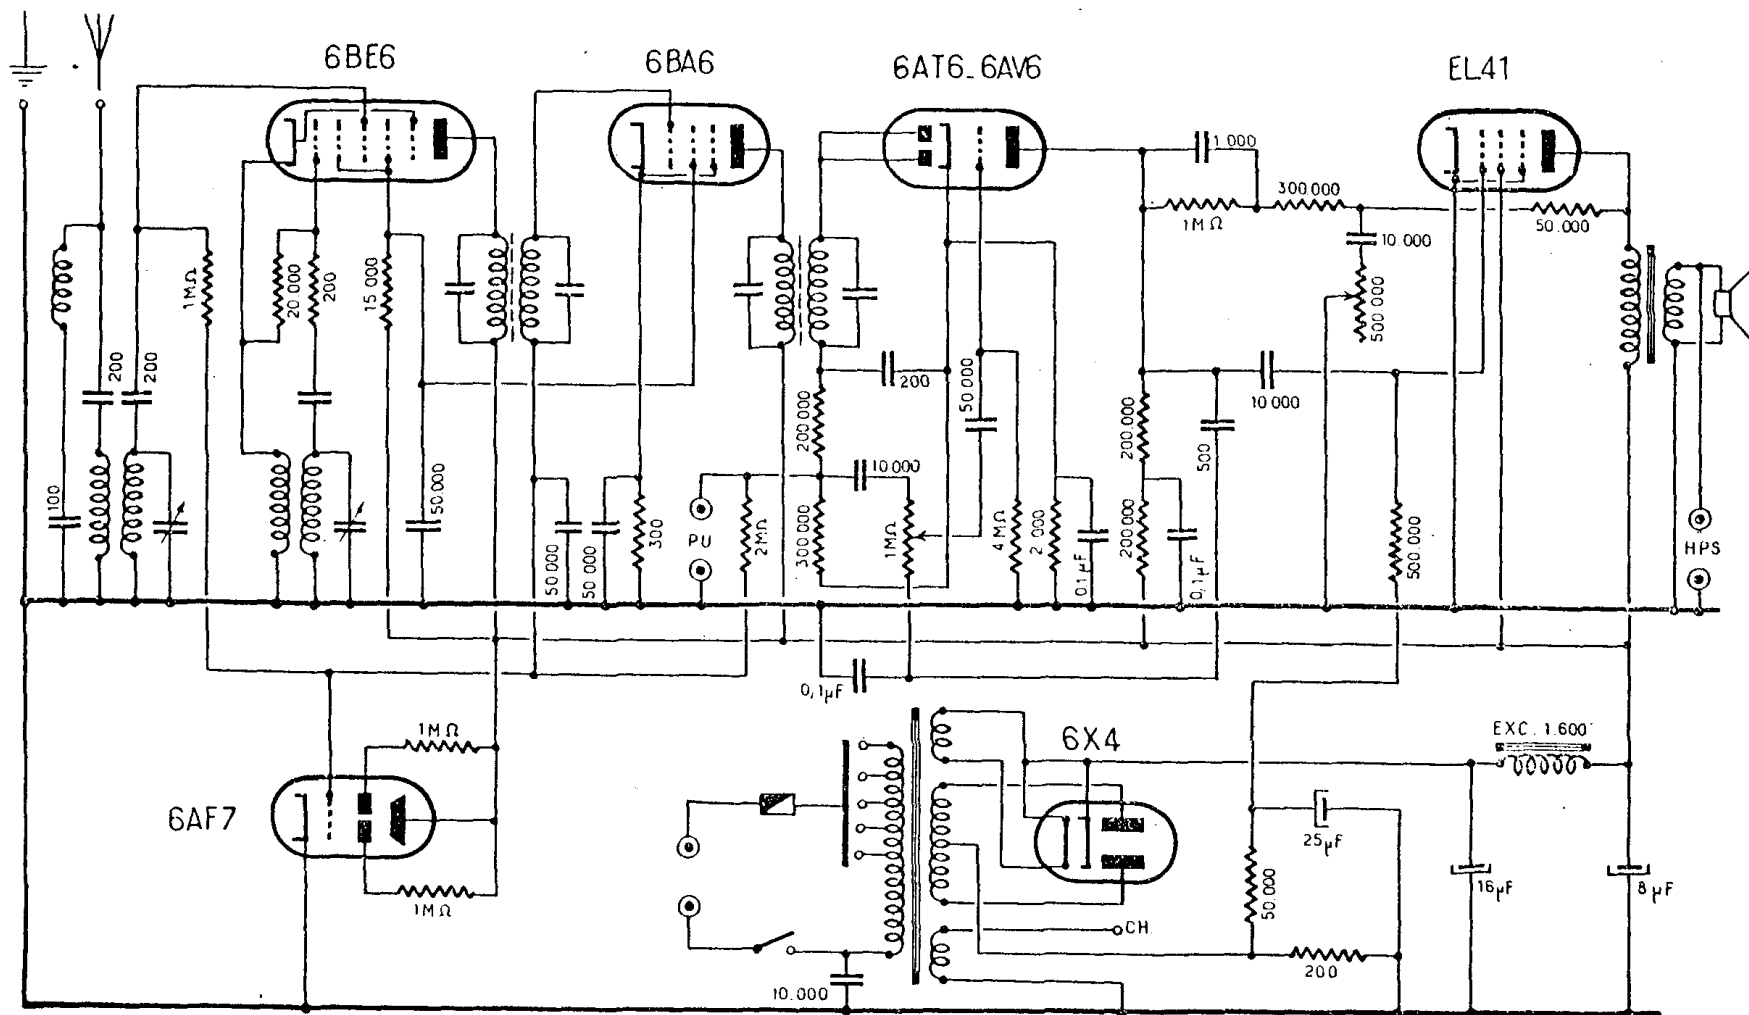 6BE6
6BA6
6AT6_6AV6
EL41
1.000
1MΩ
300.000
50.000
10.000
500.000
1MΩ
20.000
200
15.000
200
200
200
50.000
200.000
10.000
200.000
500
10.000
100
50.000
50.000
50.000
300
PU
2MΩ
300.000
1MΩ
4MΩ
2.000
0,1µF
200.000
0,1µF
500.000
HPS
0,1µF
1MΩ
6X4
EXC. 1.600
6AF7
25µF
50.000
16µF
8µF
1MΩ
CH.
200
10.000